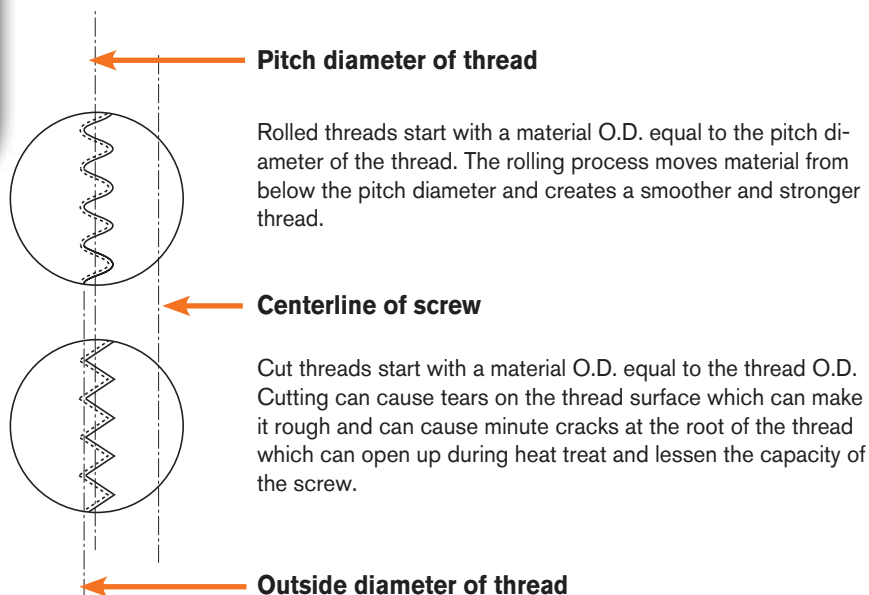 Pitch diameter of thread
Rolled threads start with a material O.D. equal to the pitch di-
ameter of the thread. The rolling process moves material from
below the pitch diameter and creates a smoother and stronger
thread.
Centerline of screw
Cut threads start with a material O.D. equal to the thread O.D.
Cutting can cause tears on the thread surface which can make
it rough and can cause minute cracks at the root of the thread
which can open up during heat treat and lessen the capacity of
the screw.
Outside diameter of thread